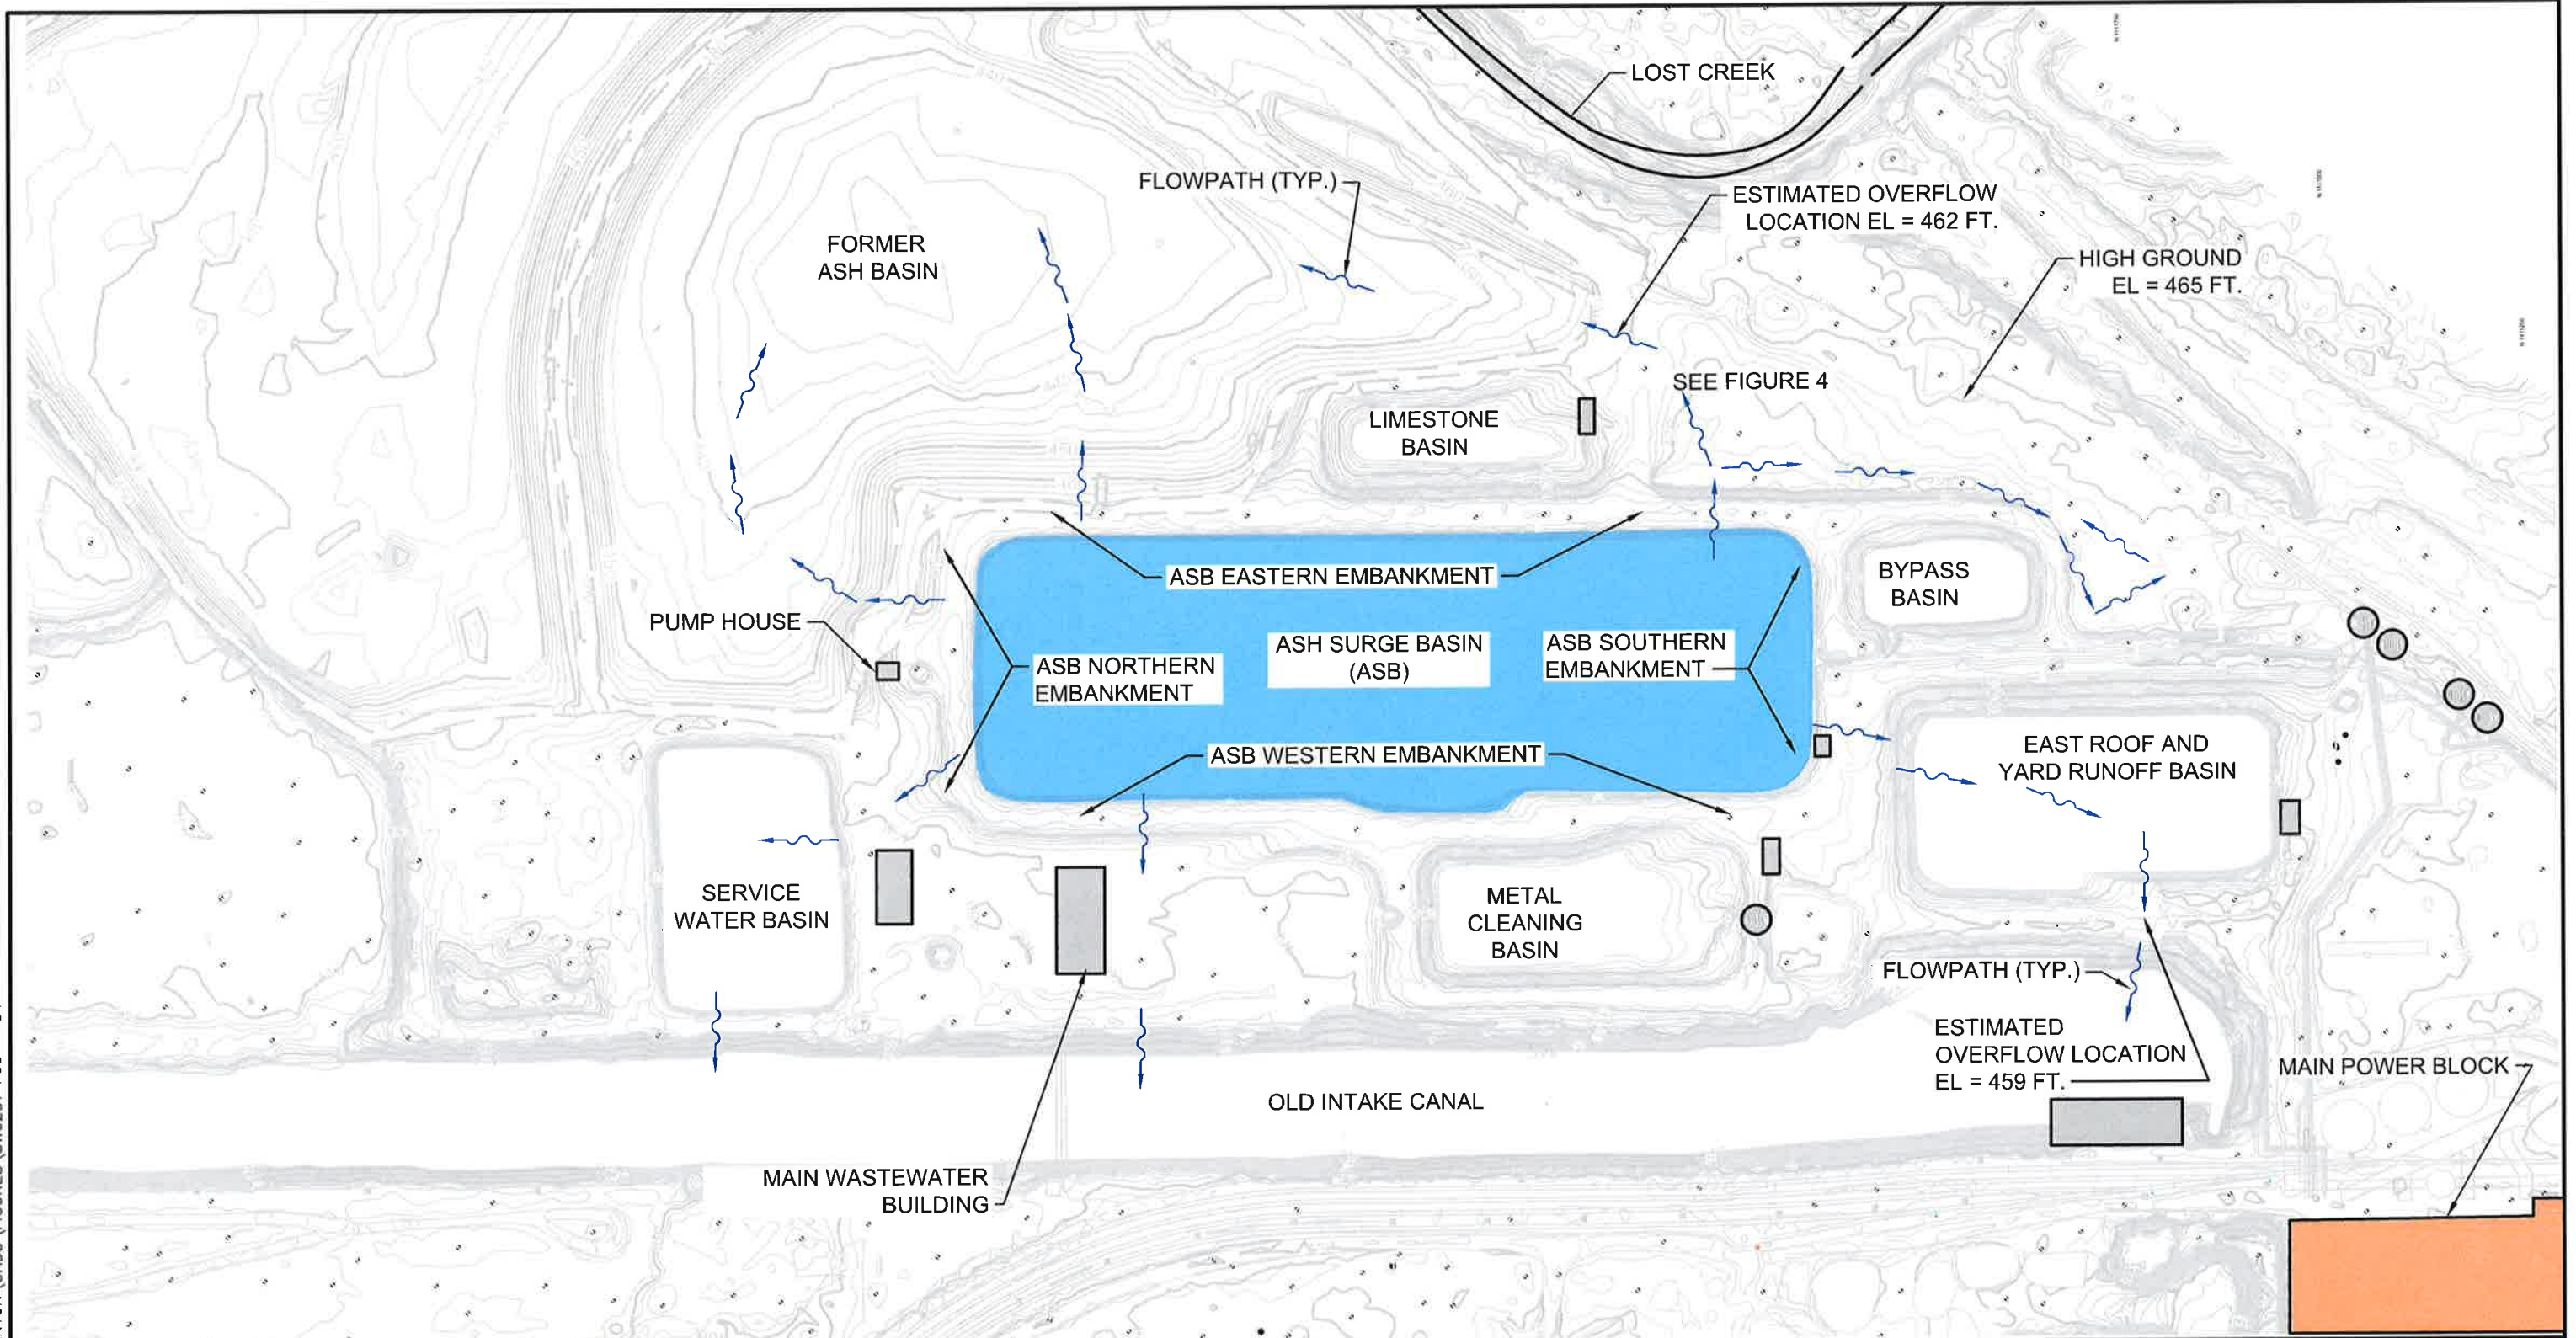 LOST CREEK
FLOWPATH (TYP.)
ESTIMATED OVERFLOW
LOCATION EL = 462 FT.
FORMER
ASH BASIN
HIGH GROUND
EL = 465 FT.
SEE FIGURE 4
LIMESTONE
BASIN
ASB EASTERN EMBANKMENT
BYPASS
BASIN
PUMP HOUSE
ASB NORTHERN
EMBANKMENT
ASH SURGE BASIN
(ASB)
ASB SOUTHERN
EMBANKMENT
ASB WESTERN EMBANKMENT
EAST ROOF AND
YARD RUNOFF BASIN
SERVICE
WATER BASIN
METAL
CLEANING
BASIN
FLOWPATH (TYP.)
ESTIMATED
OVERFLOW LOCATION
EL = 459 FT.
MAIN POWER BLOCK
OLD INTAKE CANAL
MAIN WASTEWATER
BUILDING